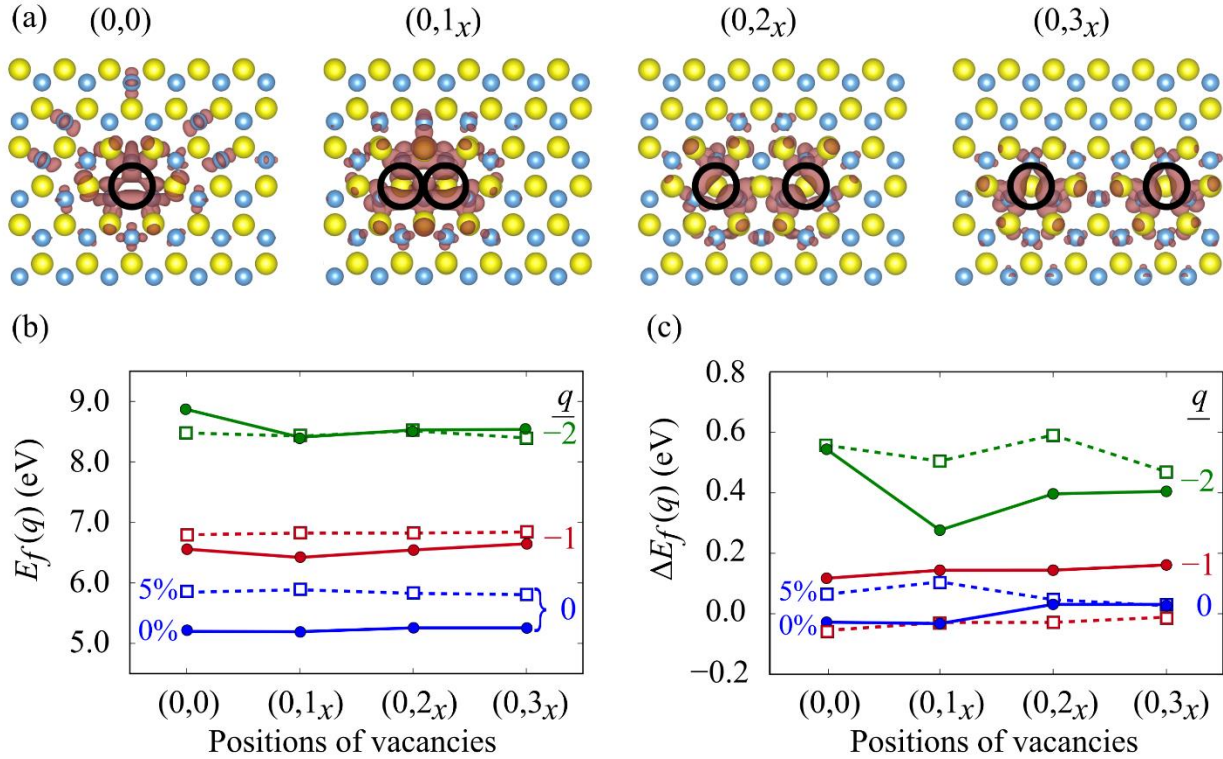 (a)
(0,0) (0,1x) (0,2x) (0,3x)
(b)
Ef(q) (eV)
9.0
8.0
7.0
6.0
5.0
q
−2
−1
0
5%
0%
(0,0) (0,1x) (0,2x) (0,3x)
Positions of vacancies
(c)
ΔEf(q) (eV)
0.8
0.6
0.4
0.2
0.0
−0.2
q
−2
−1
0
5%
0%
(0,0) (0,1x) (0,2x) (0,3x)
Positions of vacancies